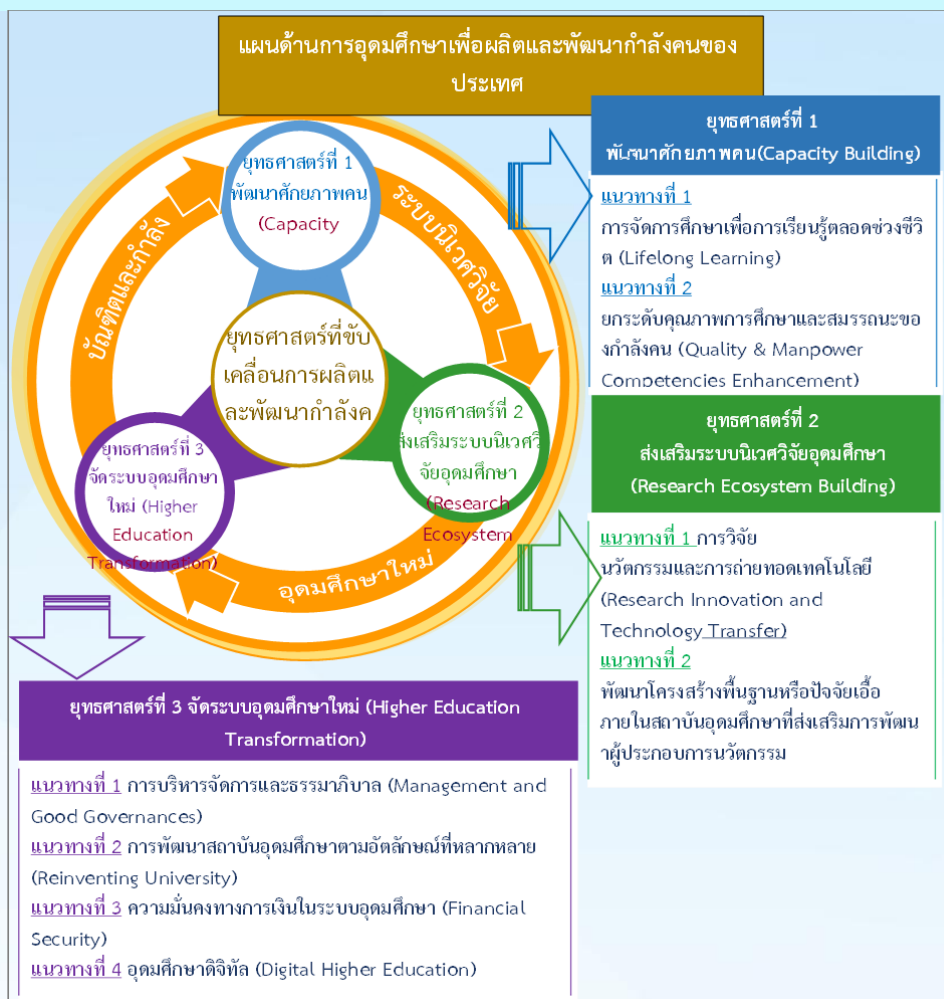 แผนด้านการอุดมศึกษาเพื่อผลิตและพัฒนากำลังคนของ
ประเทศ
ยุทธศาสตร์ที่ 1
พัฒนาศักยภาพคน
(Capacity
ระบบนิเวศวิจัย
บัณฑิตและกำลัง
ยุทธศาสตร์ที่ขับ
เคลื่อนการผลิตแ
ละพัฒนากำลังค
ยุทธศาสตร์ที่ 2
ส่งเสริมระบบนิเวศวิ
จัยอุดมศึกษา
(Research
Ecosystem
ยุทธศาสตร์ที่ 3
จัดระบบอุดมศึกษา
ใหม่ (Higher
Education
Transformation)
อุดมศึกษาใหม่
ยุทธศาสตร์ที่ 1
พัฒนาศักยภาพคน(Capacity Building)
แนวทางที่ 1
การจัดการศึกษาเพื่อการเรียนรู้ตลอดช่วงชีวิ
ต (Lifelong Learning)
แนวทางที่ 2
ยกระดับคุณภาพการศึกษาและสมรรถนะขอ
งกำลังคน (Quality & Manpower
Competencies Enhancement)
ยุทธศาสตร์ที่ 2
ส่งเสริมระบบนิเวศวิจัยอุดมศึกษา
(Research Ecosystem Building)
แนวทางที่ 1 การวิจัย
นวัตกรรมและการถ่ายทอดเทคโนโลยี
(Research Innovation and
Technology Transfer)
แนวทางที่ 2
พัฒนาโครงสร้างพื้นฐานหรือปัจจัยเอื้อ
ภายในสถาบันอุดมศึกษาที่ส่งเสริมการพัฒน
าผู้ประกอบการนวัตกรรม
ยุทธศาสตร์ที่ 3 จัดระบบอุดมศึกษาใหม่ (Higher Education
Transformation)
แนวทางที่ 1 การบริหารจัดการและธรรมาภิบาล (Management and
Good Governances)
แนวทางที่ 2 การพัฒนาสถาบันอุดมศึกษาตามอัตลักษณ์ที่หลากหลาย
(Reinventing University)
แนวทางที่ 3 ความมั่นคงทางการเงินในระบบอุดมศึกษา (Financial
Security)
แนวทางที่ 4 อุดมศึกษาดิจิทัล (Digital Higher Education)